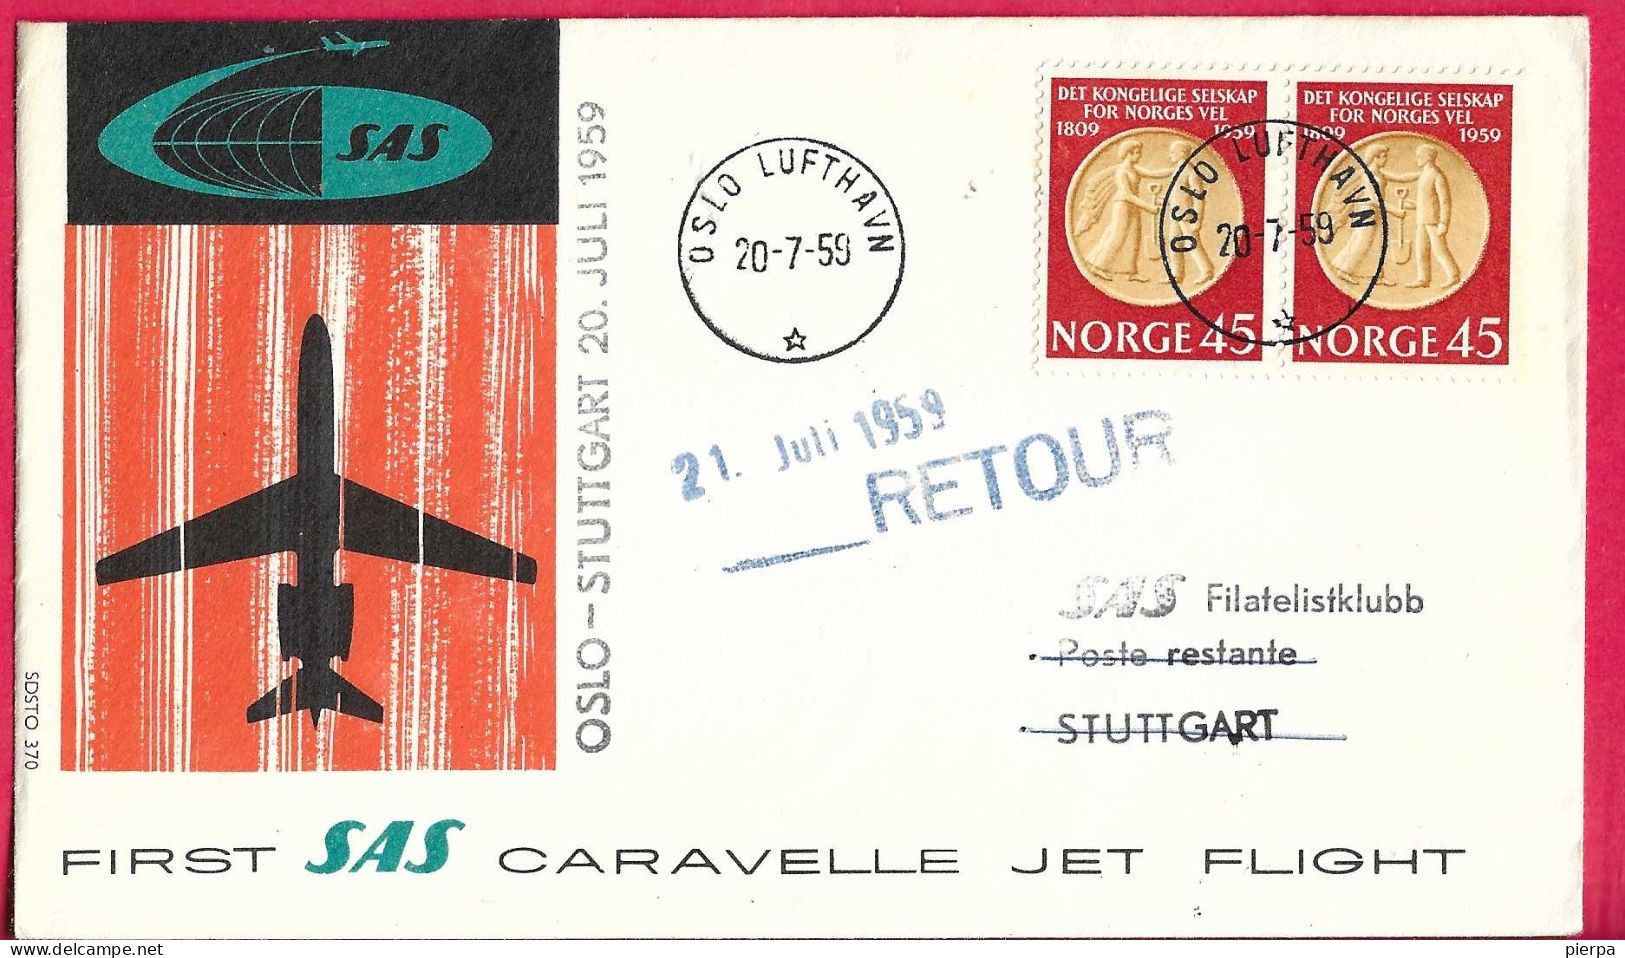 SAS
OSLO-STUTTGART 20. JULI 1959
OSLO LUFTHAVN
20-7-59
DET KONGELIGE SELSKAP
FOR NORGES VEL
1809 1959
NORGE 45
DET KONGELIGE SELSKAP
FOR NORGES VEL
1809 1959
NORGE 45
OSLO LUFTHAVN
20-7-59
21. Juli 1959
RETOUR
SAS Filatelistklubb
Poste restante
STUTTGART
SDSTO 370
FIRST SAS CARAVELLE JET FLIGHT
www.delcampe.net
pierpa